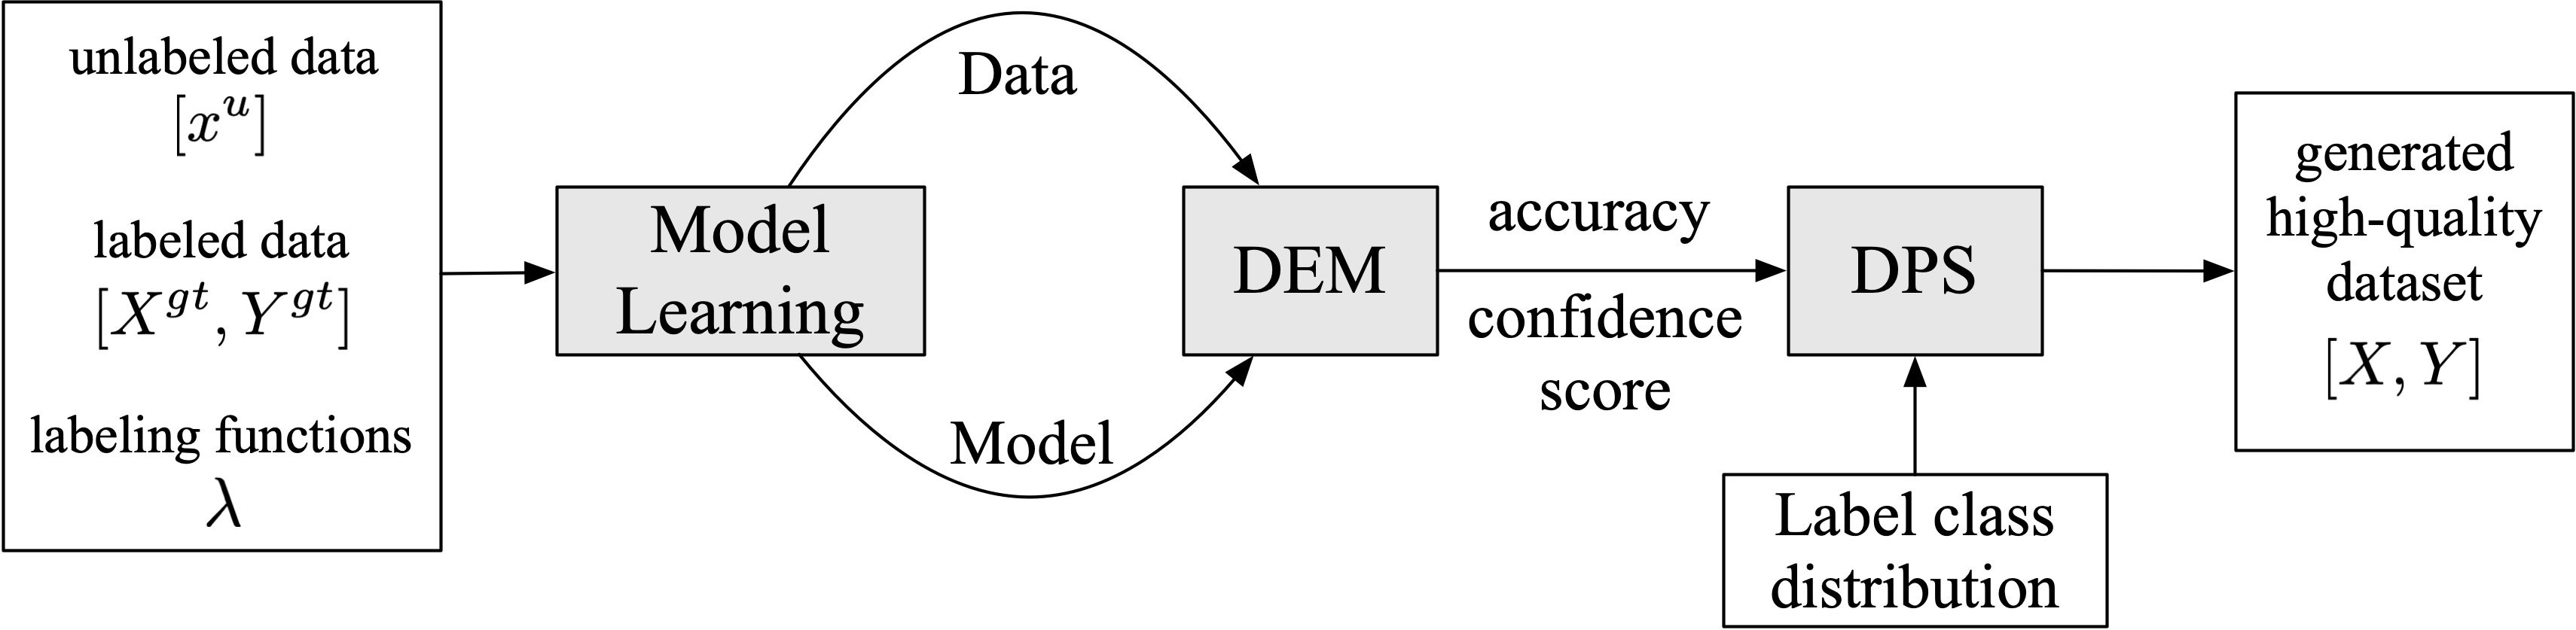 unlabeled data
[x^u]
labeled data
[X^{gt}, Y^{gt}]
labeling functions
λ
Model
Learning
Data
Model
DEM
accuracy
confidence
score
DPS
Label class
distribution
generated
high-quality
dataset
[X, Y]